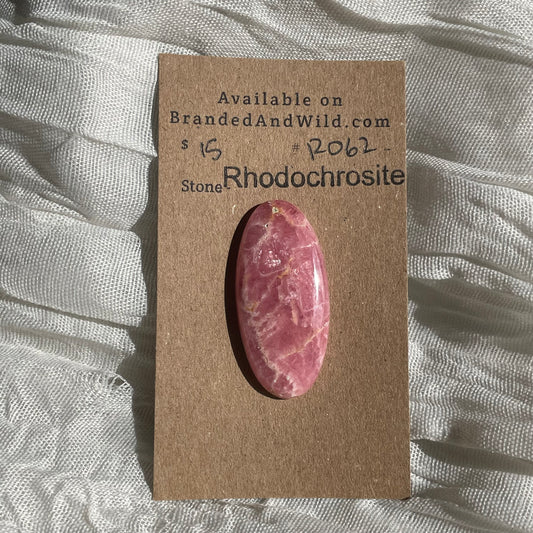 Available on
BrandedAndWild.com
$ 15 # R062
Stone Rhodochrosite